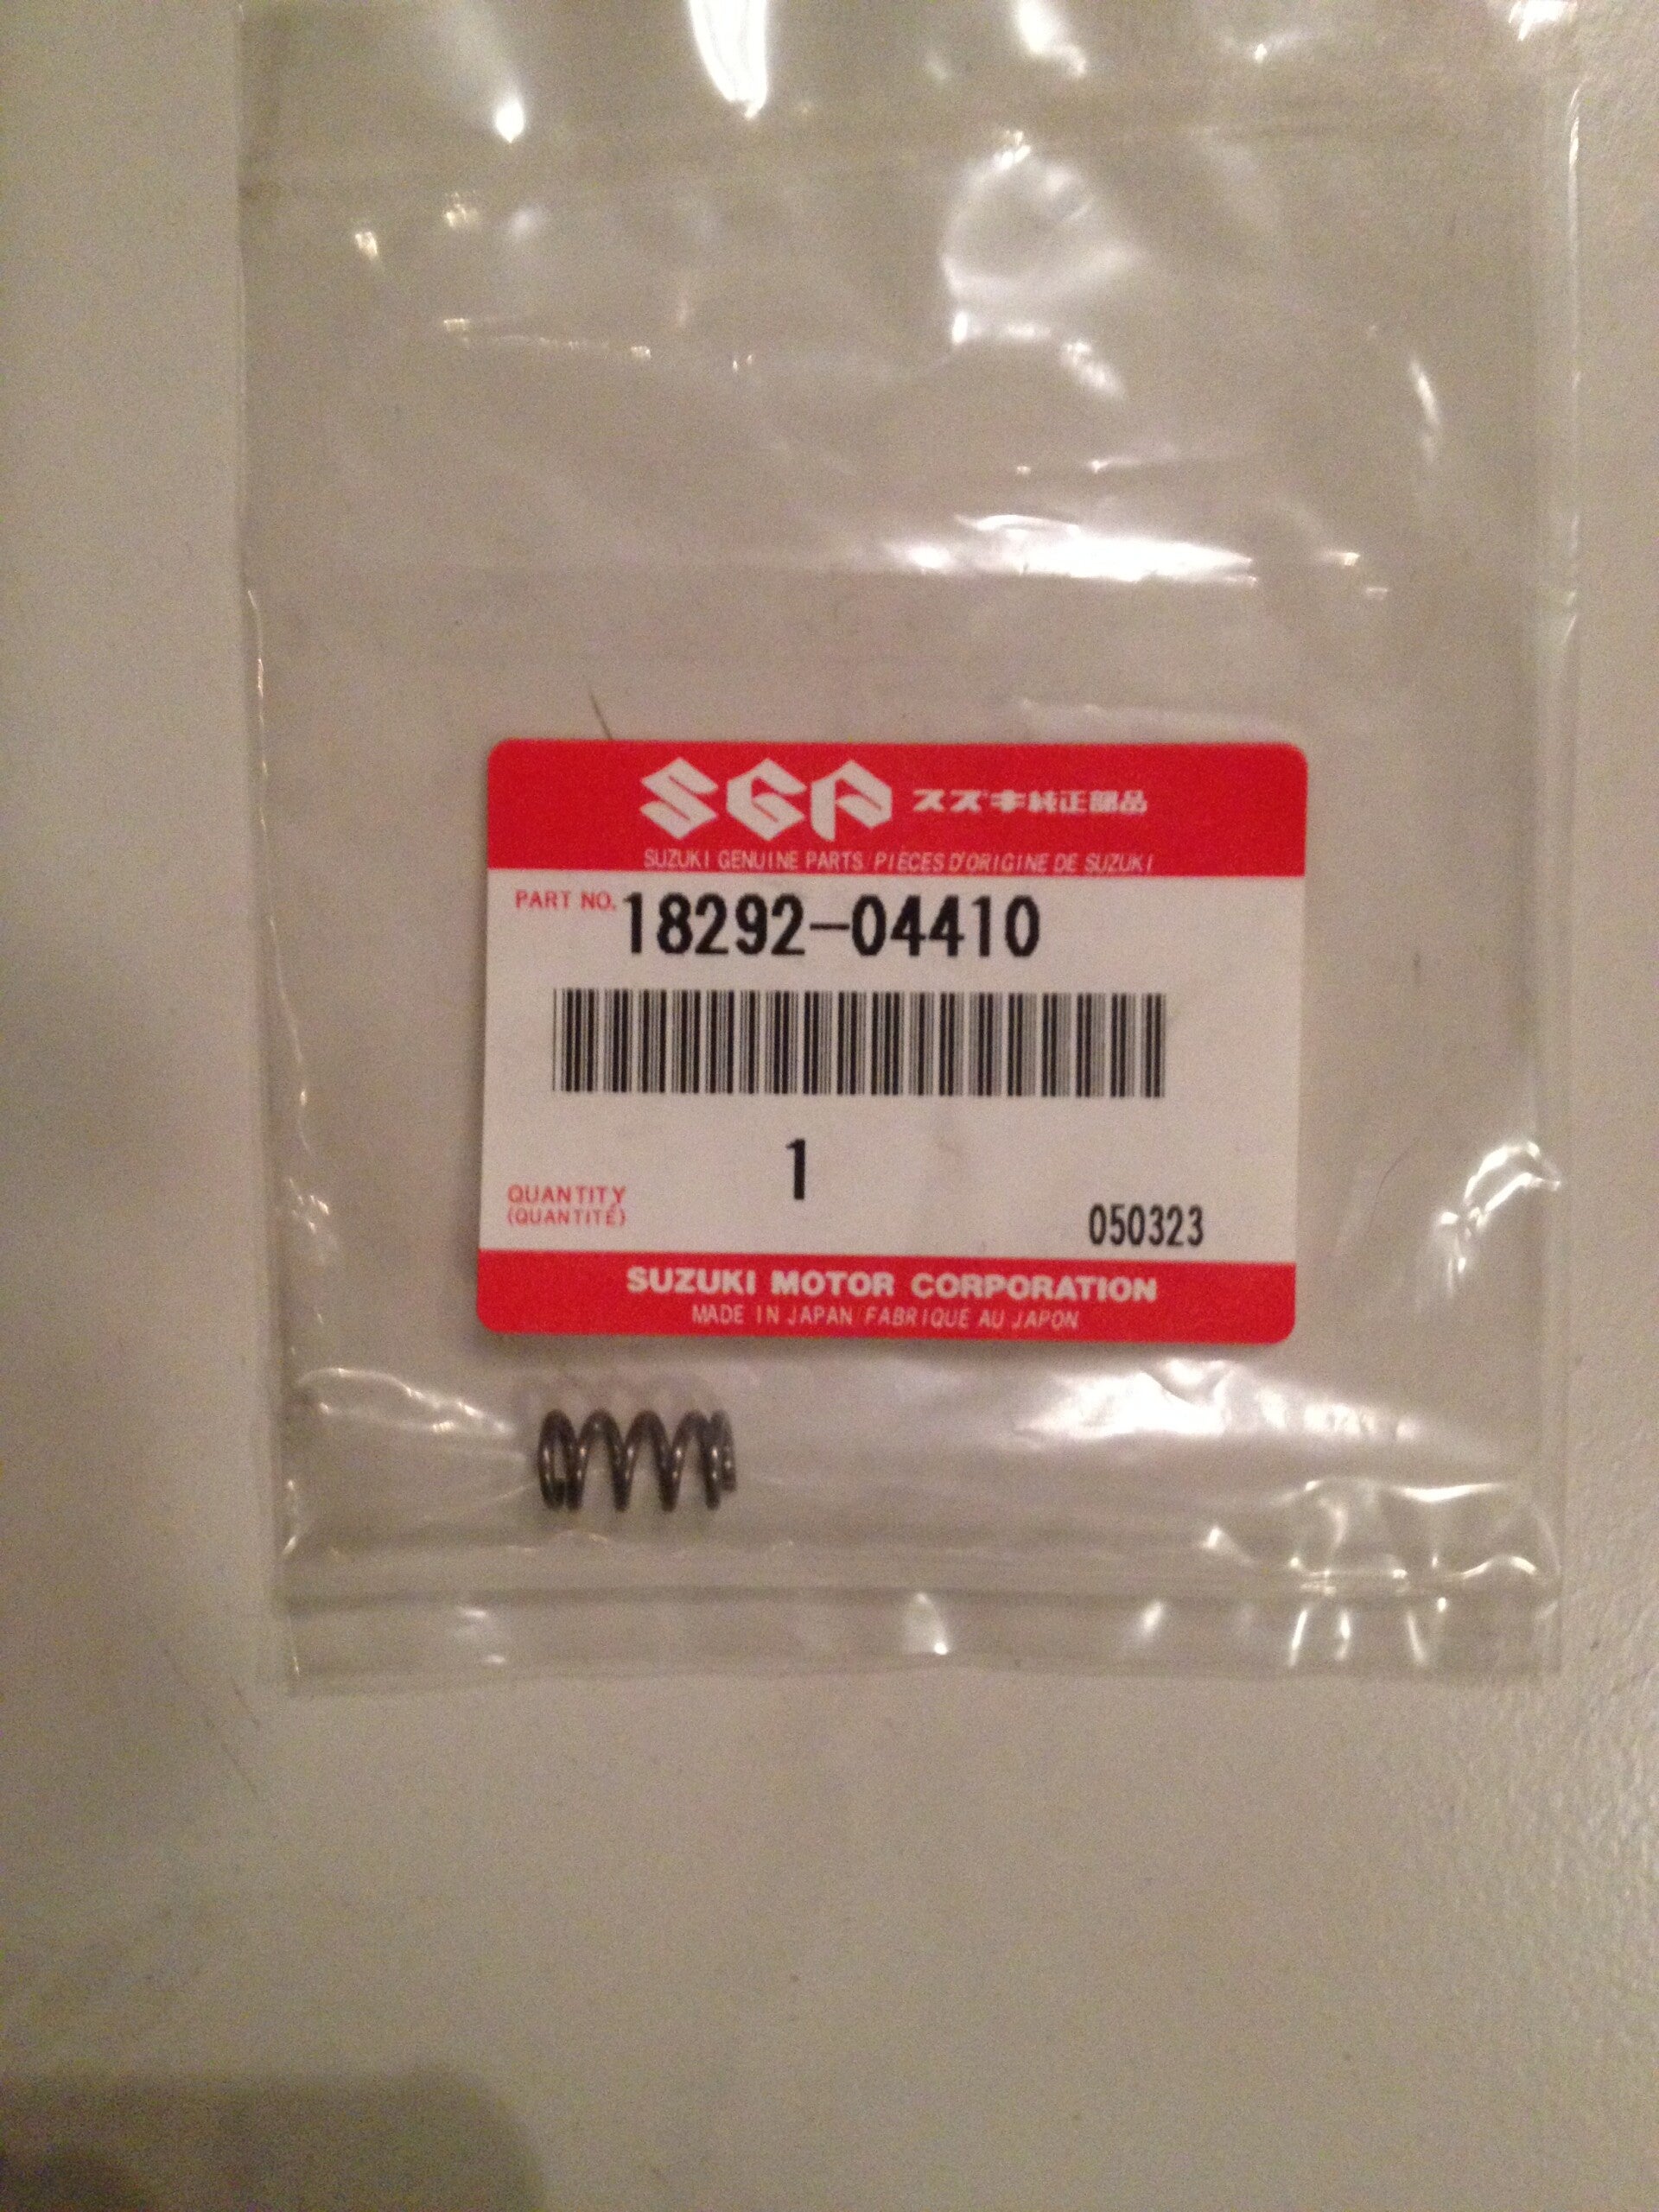 SGP スズキ純正部品
SUZUKI GENUINE PARTS/PIÈCES D'ORIGINE DE SUZUKI
PART NO. 18292-04410
1
QUANTITY
(QUANTITÉ)
050323
SUZUKI MOTOR CORPORATION
MADE IN JAPAN/FABRIQUÉ AU JAPON